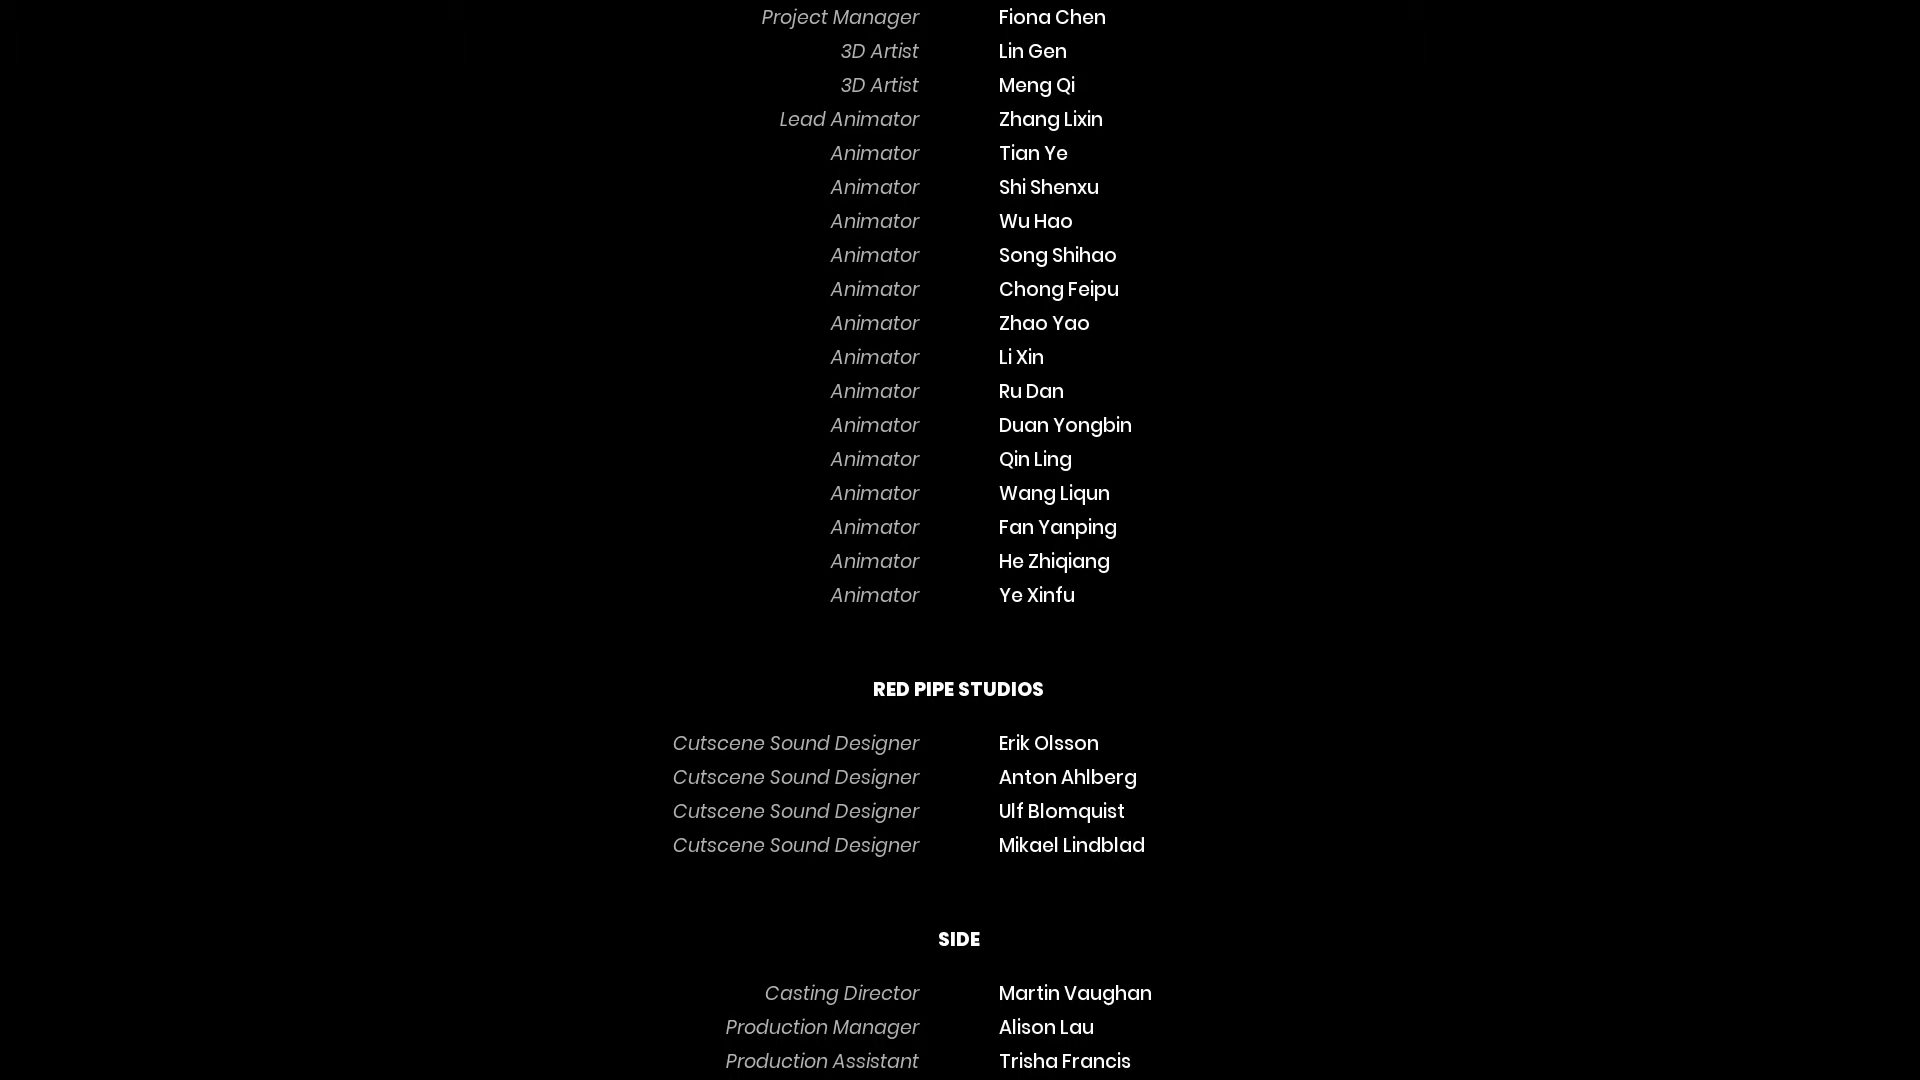 Project Manager Fiona Chen
3D Artist Lin Gen
3D Artist Meng Qi
Lead Animator Zhang Lixin
Animator Tian Ye
Animator Shi Shenxu
Animator Wu Hao
Animator Song Shihao
Animator Chong Feipu
Animator Zhao Yao
Animator Li Xin
Animator Ru Dan
Animator Duan Yongbin
Animator Qin Ling
Animator Wang Liqun
Animator Fan Yanping
Animator He Zhiqiang
Animator Ye Xinfu
RED PIPE STUDIOS
Cutscene Sound Designer Erik Olsson
Cutscene Sound Designer Anton Ahlberg
Cutscene Sound Designer Ulf Blomquist
Cutscene Sound Designer Mikael Lindblad
SIDE
Casting Director Martin Vaughan
Production Manager Alison Lau
Production Assistant Trisha Francis